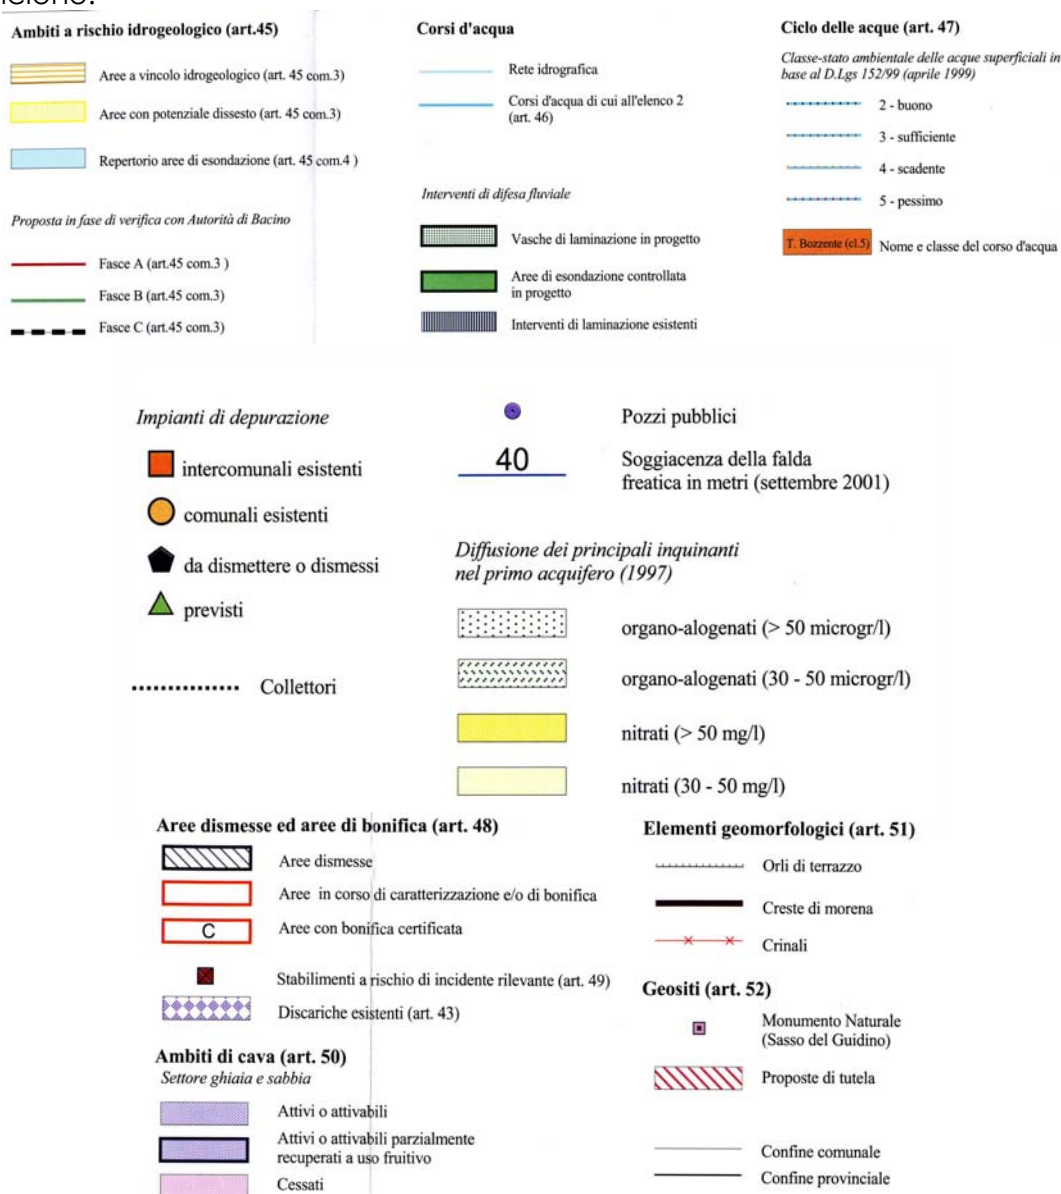 Ambiti a rischio idrogeologico (art.45)
Aree a vincolo idrogeologico (art. 45 com.3)
Aree con potenziale dissesto (art. 45 com.3)
Repertorio aree di esondazione (art. 45 com.4 )
Proposta in fase di verifica con Autorità di Bacino
Fasce A (art.45 com.3 )
Fasce B (art.45 com.3)
Fasce C (art.45 com.3)
Corsi d'acqua
Rete idrografica
Corsi d'acqua di cui all'elenco 2
(art. 46)
Interventi di difesa fluviale
Vasche di laminazione in progetto
Aree di esondazione controllata
in progetto
Interventi di laminazione esistenti
Ciclo delle acque (art. 47)
Classe-stato ambientale delle acque superficiali in
base al D.Lgs 152/99 (aprile 1999)
2 - buono
3 - sufficiente
4 - scadente
5 - pessimo
T. Bozzente (cl.5) Nome e classe del corso d'acqua
Impianti di depurazione
intercomunali esistenti
comunali esistenti
da dismettere o dismessi
previsti
Collettori
Pozzi pubblici
40 Soggiacenza della falda
freatica in metri (settembre 2001)
Diffusione dei principali inquinanti
nel primo acquifero (1997)
organo-alogenati (> 50 microgr/l)
organo-alogenati (30 - 50 microgr/l)
nitrati (> 50 mg/l)
nitrati (30 - 50 mg/l)
Aree dismesse ed aree di bonifica (art. 48)
Aree dismesse
Aree in corso di caratterizzazione e/o di bonifica
C Aree con bonifica certificata
Stabilimenti a rischio di incidente rilevante (art. 49)
Discariche esistenti (art. 43)
Ambiti di cava (art. 50)
Settore ghiaia e sabbia
Attivi o attivabili
Attivi o attivabili parzialmente
recuperati a uso fruitivo
Cessati
Elementi geomorfologici (art. 51)
Orli di terrazzo
Creste di morena
Crinali
Geositi (art. 52)
Monumento Naturale
(Sasso del Guidino)
Proposte di tutela
Confine comunale
Confine provinciale